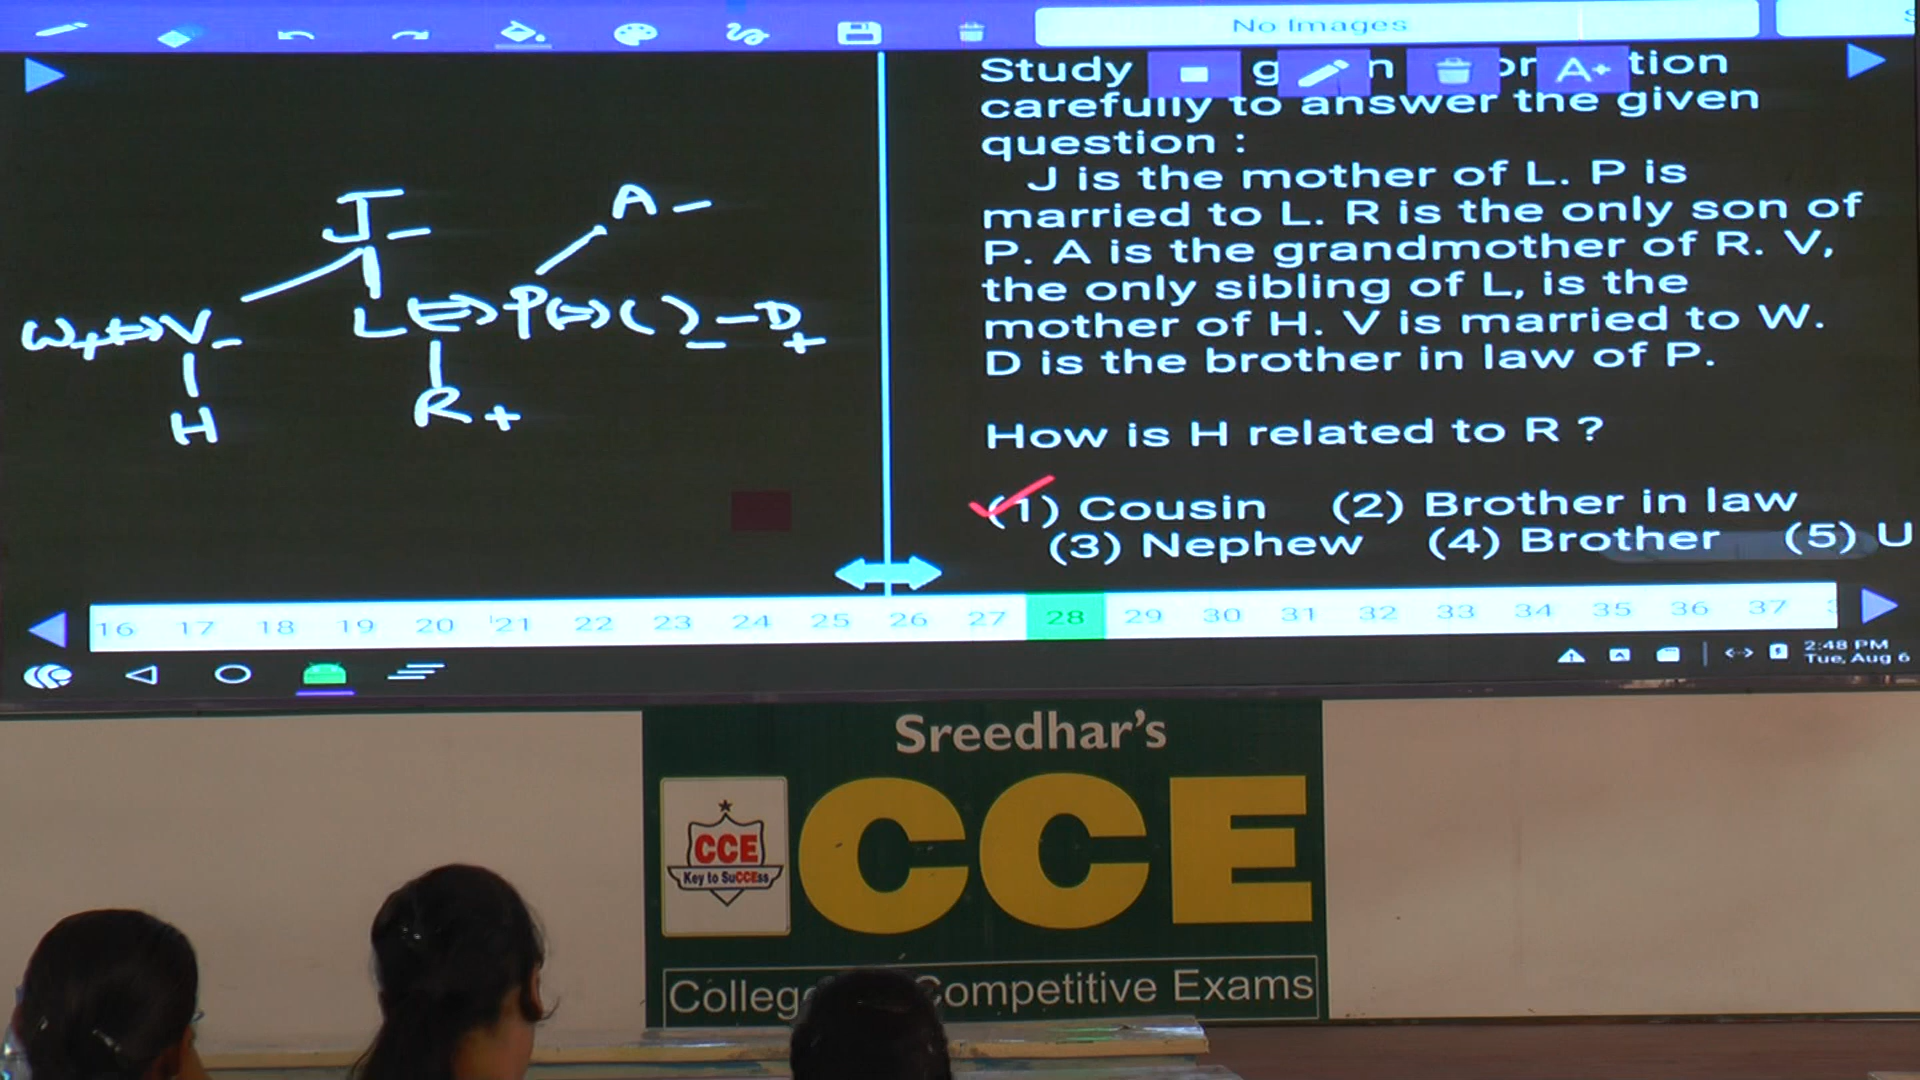 No Images
Study g n or tion
carefully to answer the given
question :
J is the mother of L. P is
married to L. R is the only son of
P. A is the grandmother of R. V,
the only sibling of L, is the
mother of H. V is married to W.
D is the brother in law of P.
How is H related to R ?
(1) Cousin (2) Brother in law
(3) Nephew (4) Brother (5) U
A+
J -
A -
W+ ↔ V - L ↔ P ↔ ( ) - - D +
H
R +
16 17 18 19 20 21 22 23 24 25 26 27 28 29 30 31 32 33 34 35 36 37
2:48 PM
Tue, Aug 6
Sreedhar's
CCE
CCE
Key to SuCCEss
College Competitive Exams